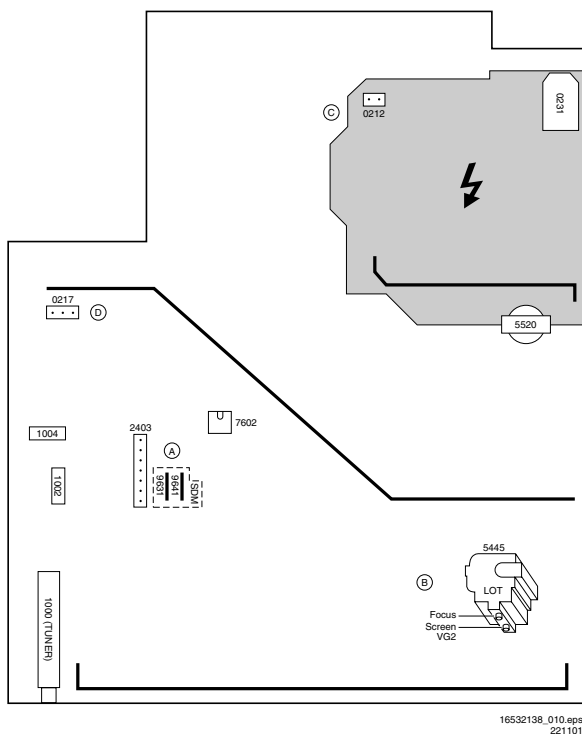 0212
0231
C
0217
D
5520
2403
7602
1004
A
1002
9631
9641
SDM
5445
B
LOT
Focus
Screen
VG2
1000 (TUNER)
16532138_010.eps
221101